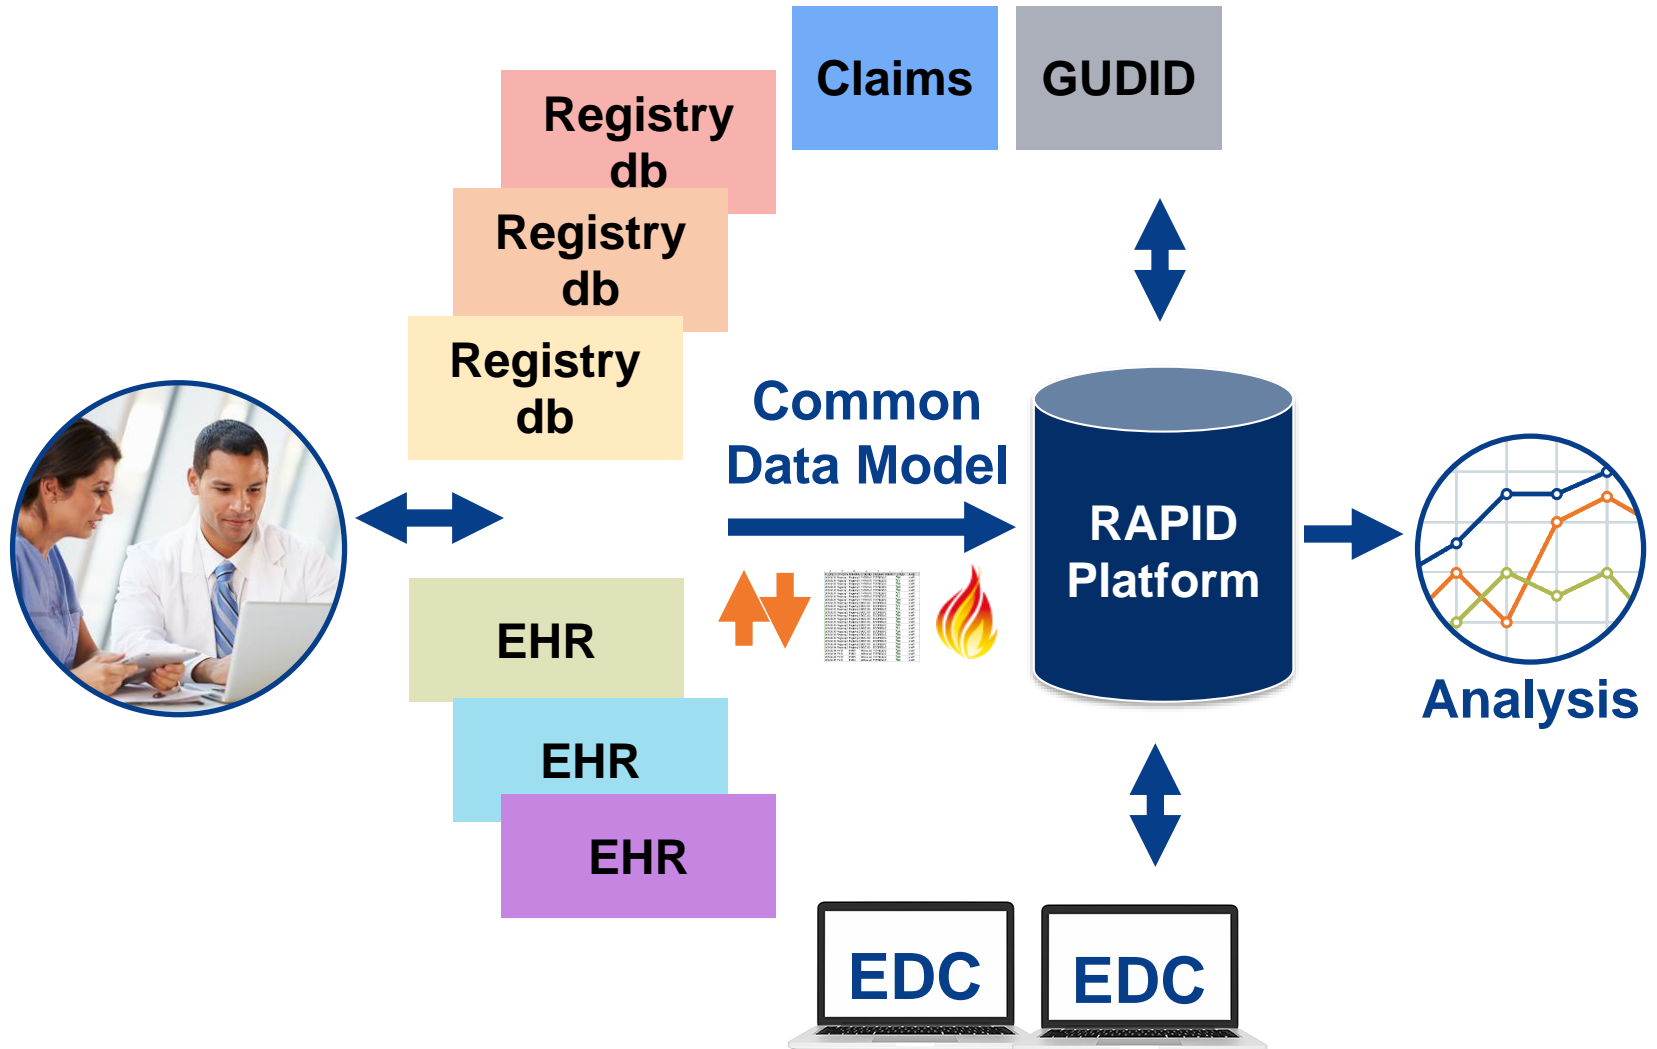 Claims
GUDID
Registry
db
Registry
db
Registry
db
Common
Data Model
RAPID
Platform
Analysis
EHR
EHR
EHR
EDC
EDC